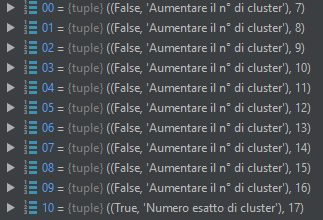 00 = {tuple} ((False, 'Aumentare il n° di cluster'), 7)
01 = {tuple} ((False, 'Aumentare il n° di cluster'), 8)
02 = {tuple} ((False, 'Aumentare il n° di cluster'), 9)
03 = {tuple} ((False, 'Aumentare il n° di cluster'), 10)
04 = {tuple} ((False, 'Aumentare il n° di cluster'), 11)
05 = {tuple} ((False, 'Aumentare il n° di cluster'), 12)
06 = {tuple} ((False, 'Aumentare il n° di cluster'), 13)
07 = {tuple} ((False, 'Aumentare il n° di cluster'), 14)
08 = {tuple} ((False, 'Aumentare il n° di cluster'), 15)
09 = {tuple} ((False, 'Aumentare il n° di cluster'), 16)
10 = {tuple} ((True, 'Numero esatto di cluster'), 17)